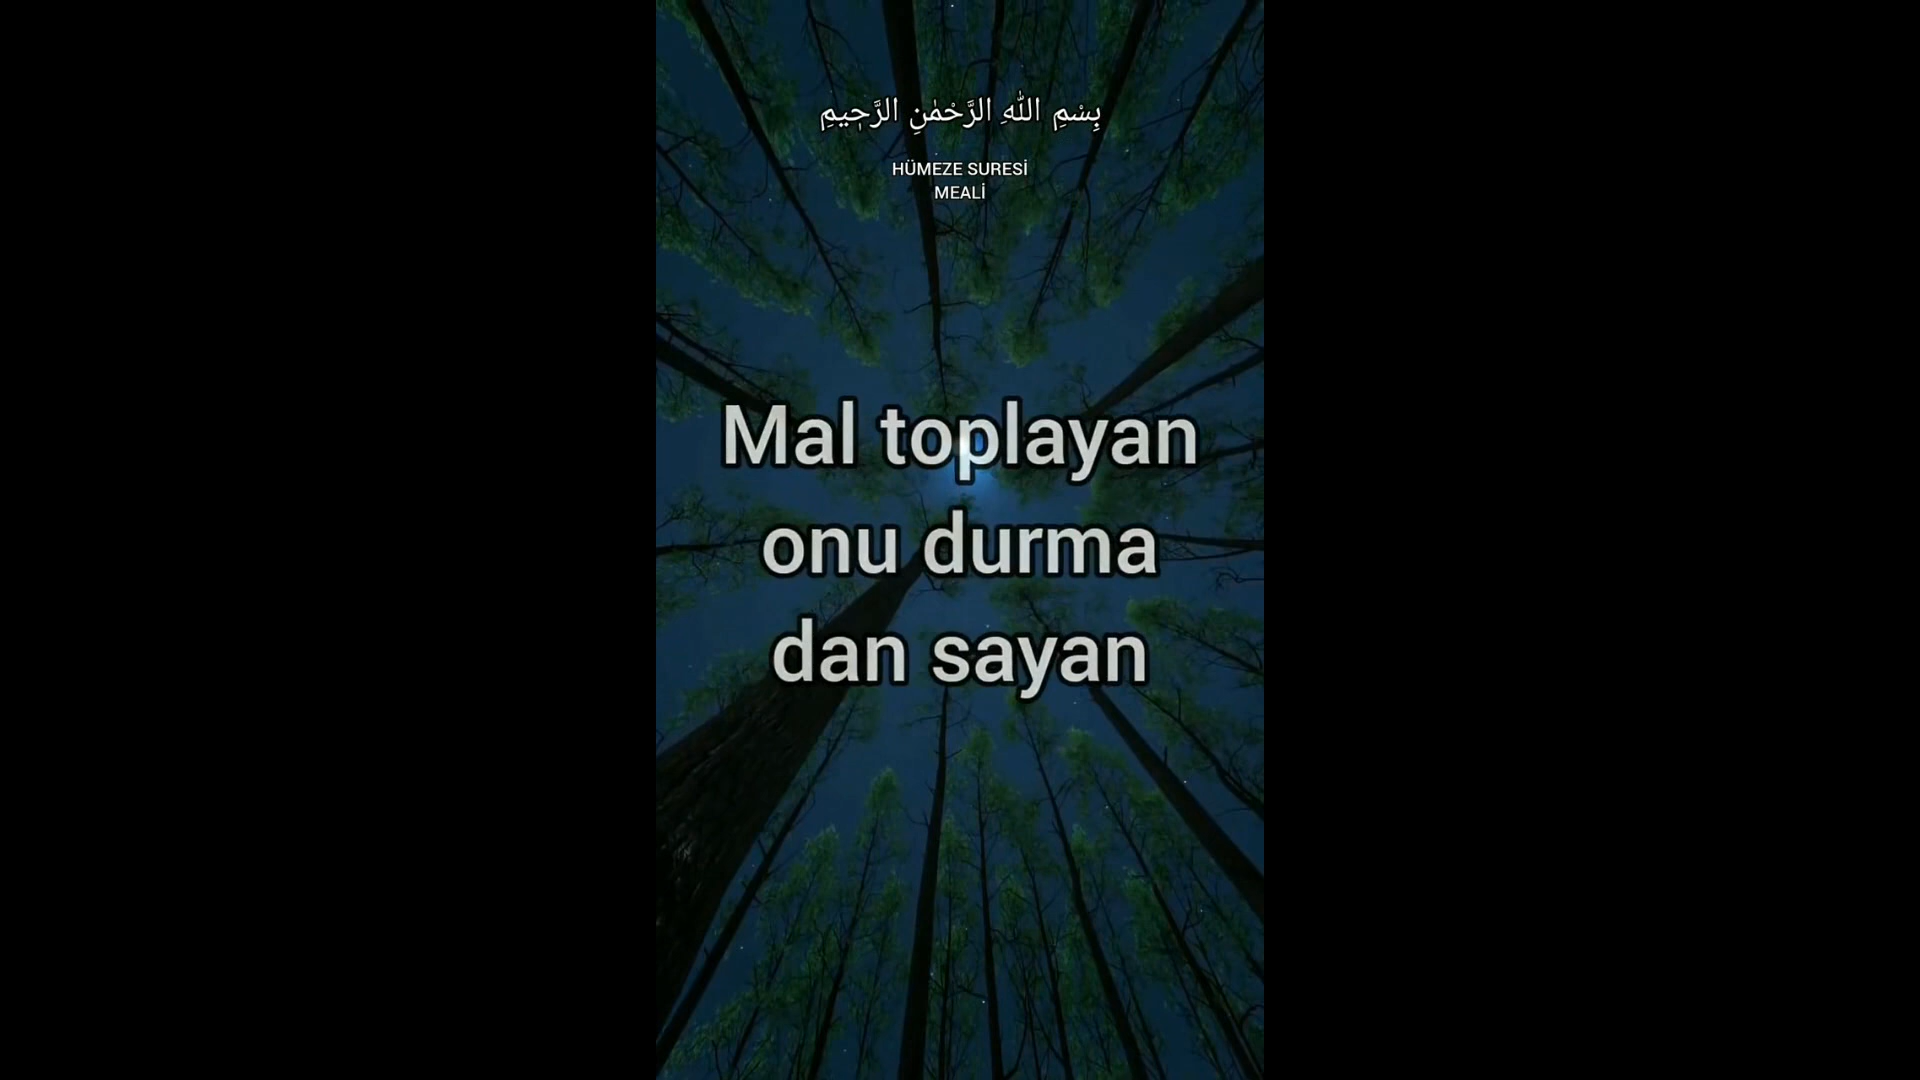 بِسْمِ اللّٰهِ الرَّحْمٰنِ الرَّحٖيمِ
HÜMEZE SURESİ
MEALİ
Mal toplayan
onu durma
dan sayan